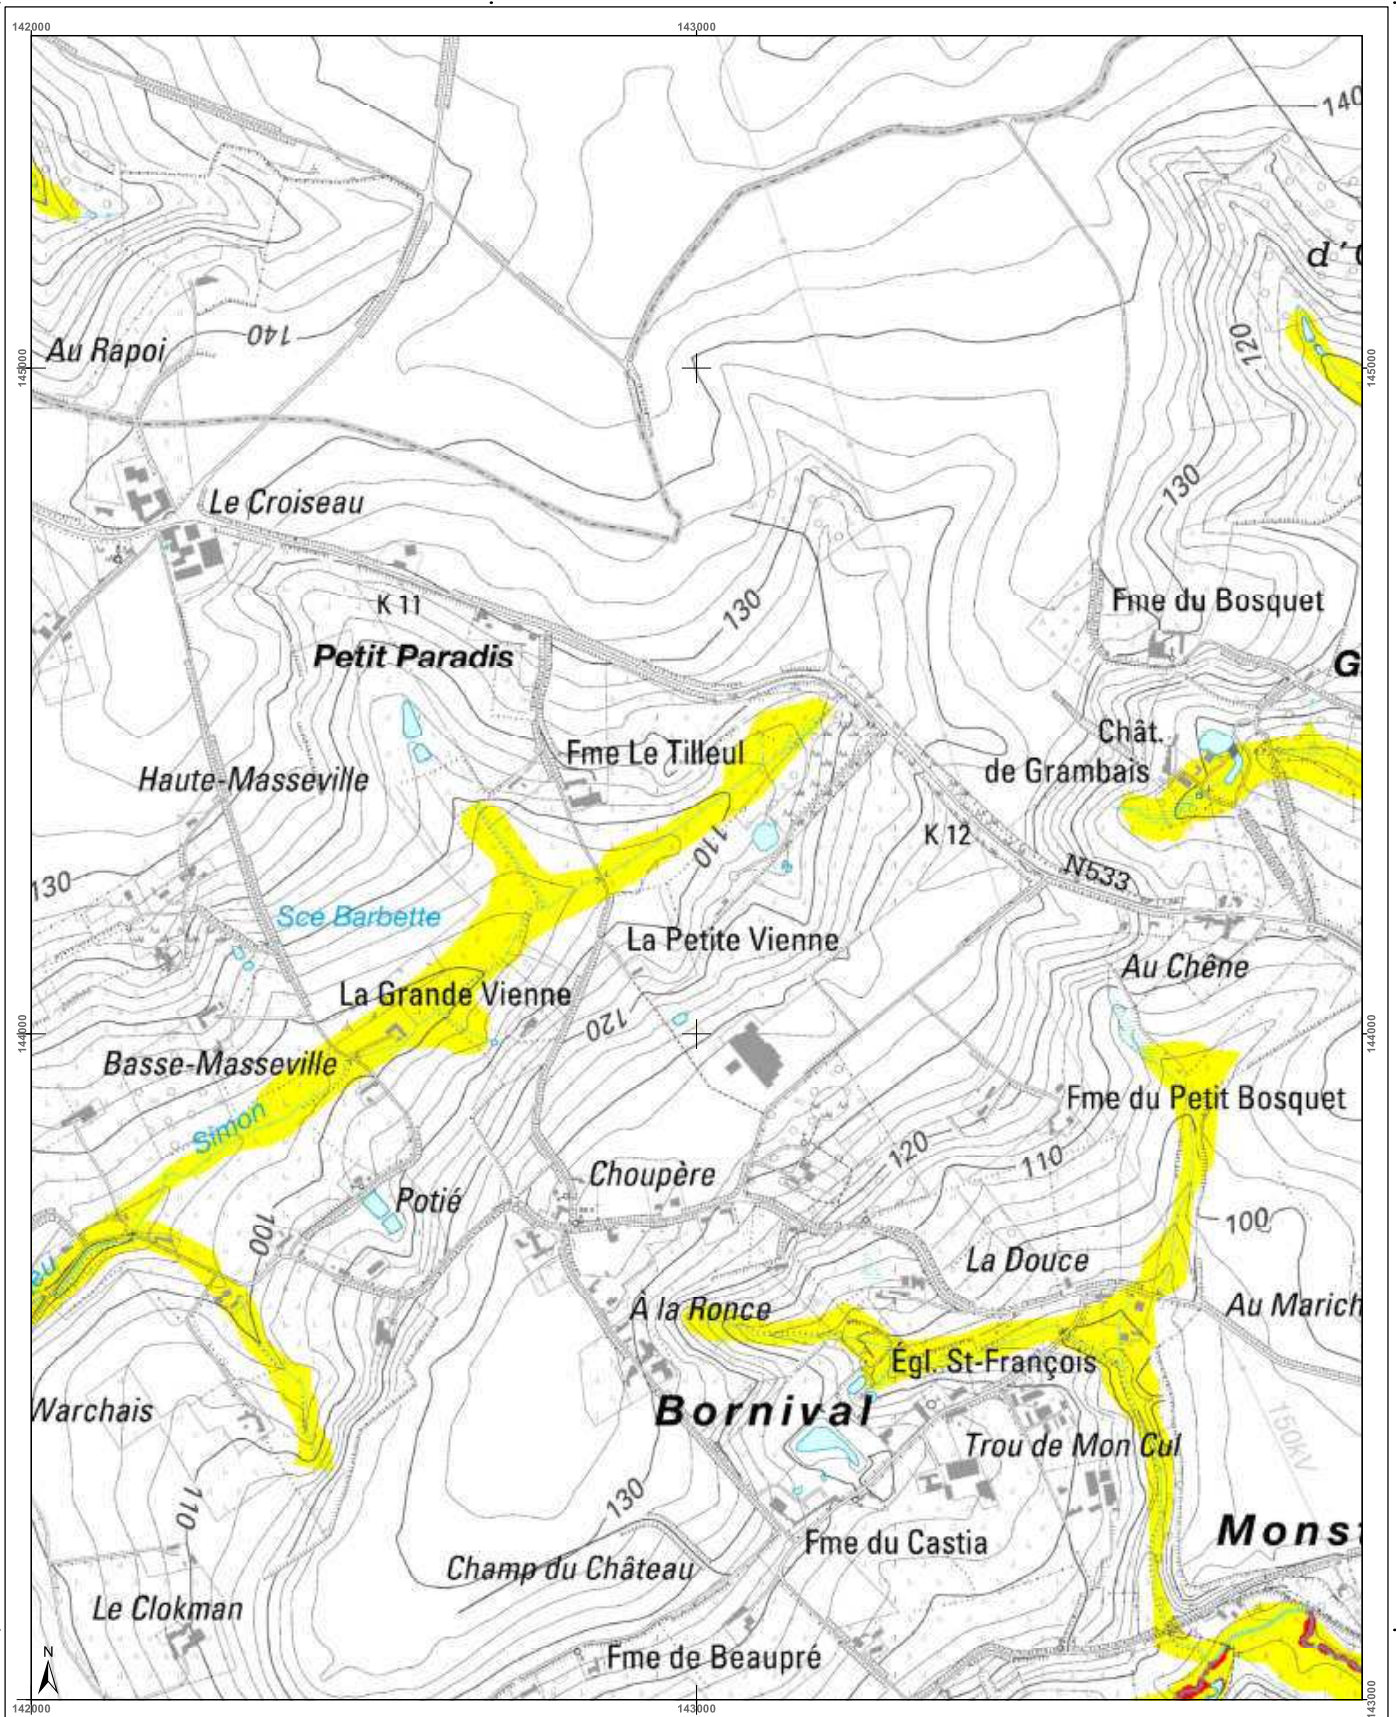 142000
143000
140
d'
120
Au Rapoi
140
145000
145000
130
Le Croiseau
K 11
130
Fme du Bosquet
Petit Paradis
G
Fme Le Tilleul
Chât.
de Grambais
Haute-Masseville
110
K 12
N533
130
Sce Barbette
La Petite Vienne
Au Chêne
La Grande Vienne
120
144000
144000
Basse-Masseville
Simon
Fme du Petit Bosquet
120
110
Choupère
Potié
100
100
La Douce
eu
À la Ronce
Au Marich
Égl. St-François
Warchais
Bornival
150kV
Trou de Mon Cul
110
130
Monst
Fme du Castia
Champ du Château
Le Clokman
N
Fme de Beaupré
142000
143000
143000